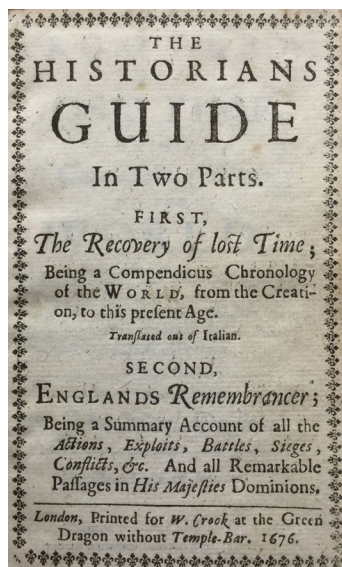 THE
HISTORIANS
GUIDE
In Two Parts.
FIRST,
The Recovery of lost Time;
Being a Compendicus Chronology
of the WORLD, from the Creati-
on, to this preſent Age.
Tranſlated out of Italian.
SECOND,
ENGLANDS Remembrancer;
Being a Summary Account of all the
Actions, Exploits, Battles, Sieges,
Conflicts, &c. And all Remarkable
Paſſages in His Majeſties Dominions.
London, Printed for W. Crook at the Green
Dragon without Temple-Bar. 1676.